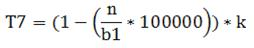 T7 = (1 − (n/b1 * 100000)) * k